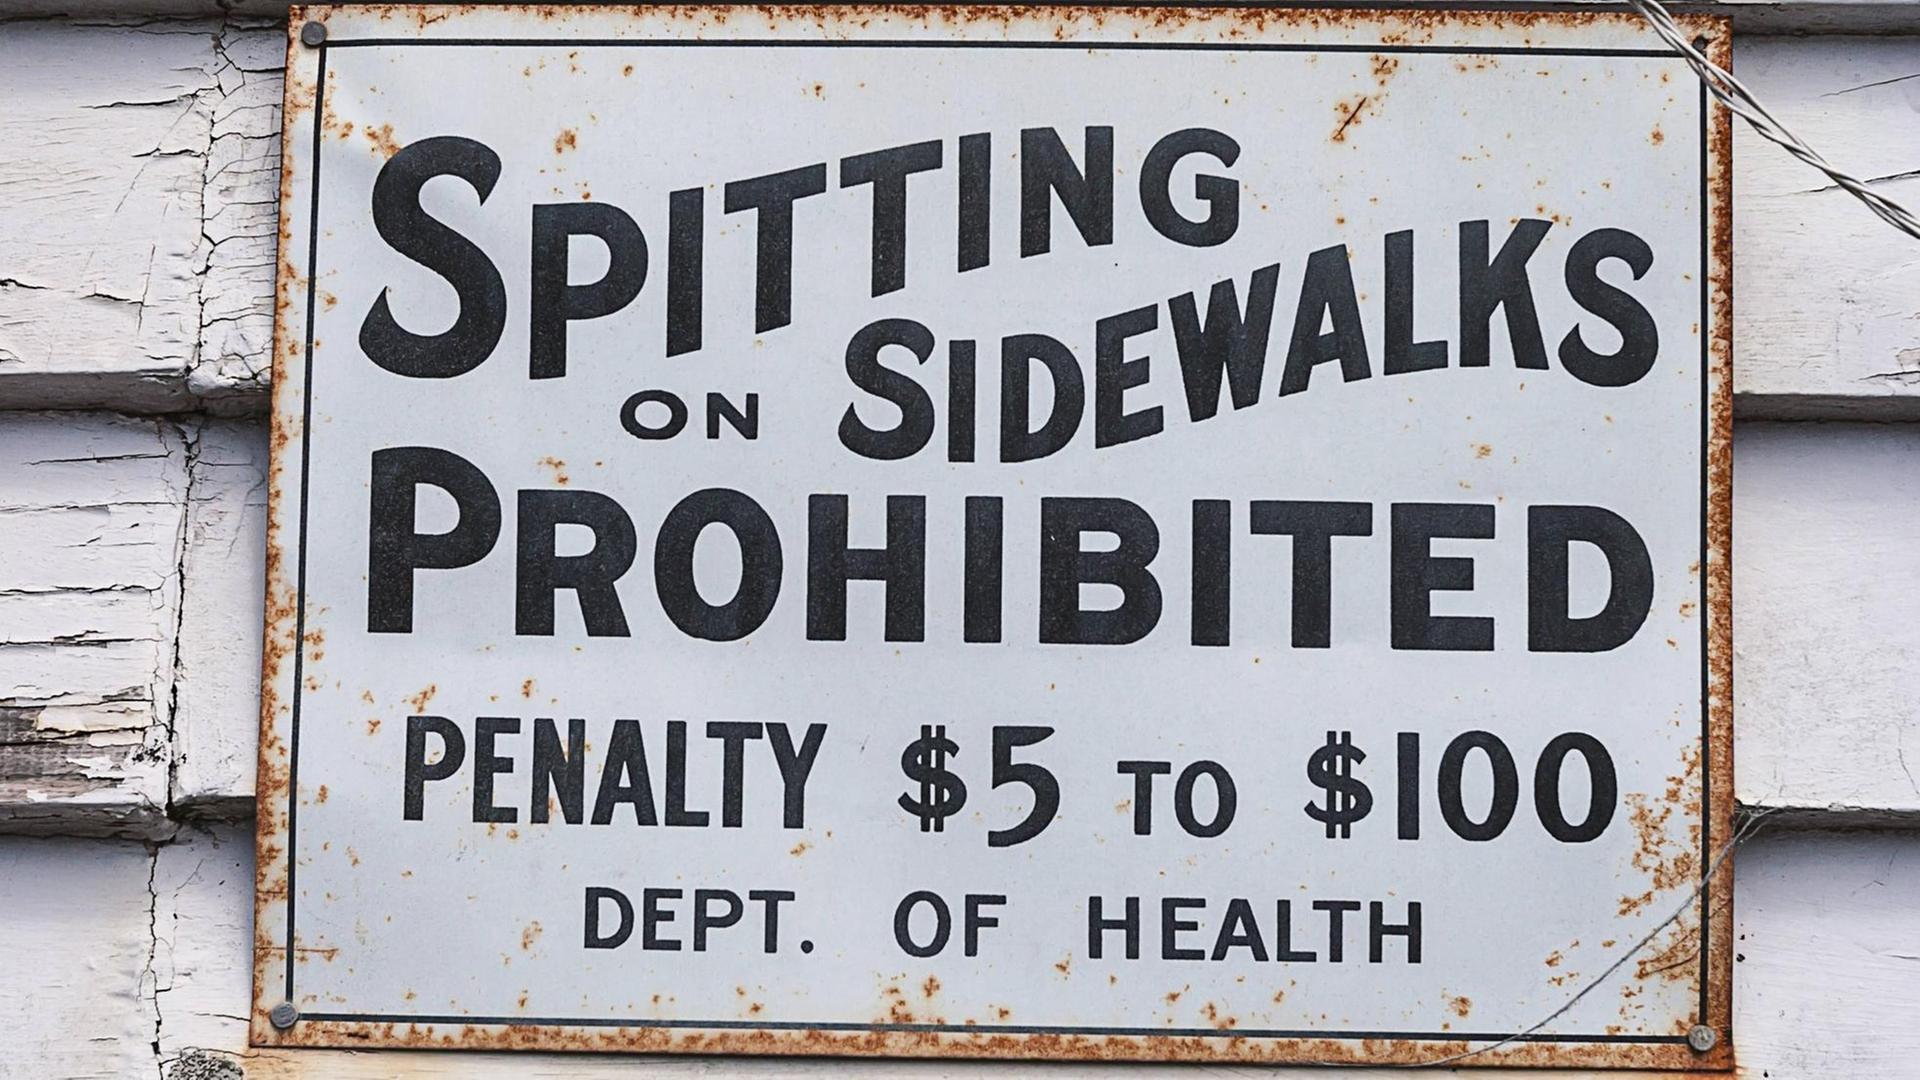 SPITTING
ON SIDEWALKS
PROHIBITED
PENALTY $5 TO $100
DEPT. OF HEALTH